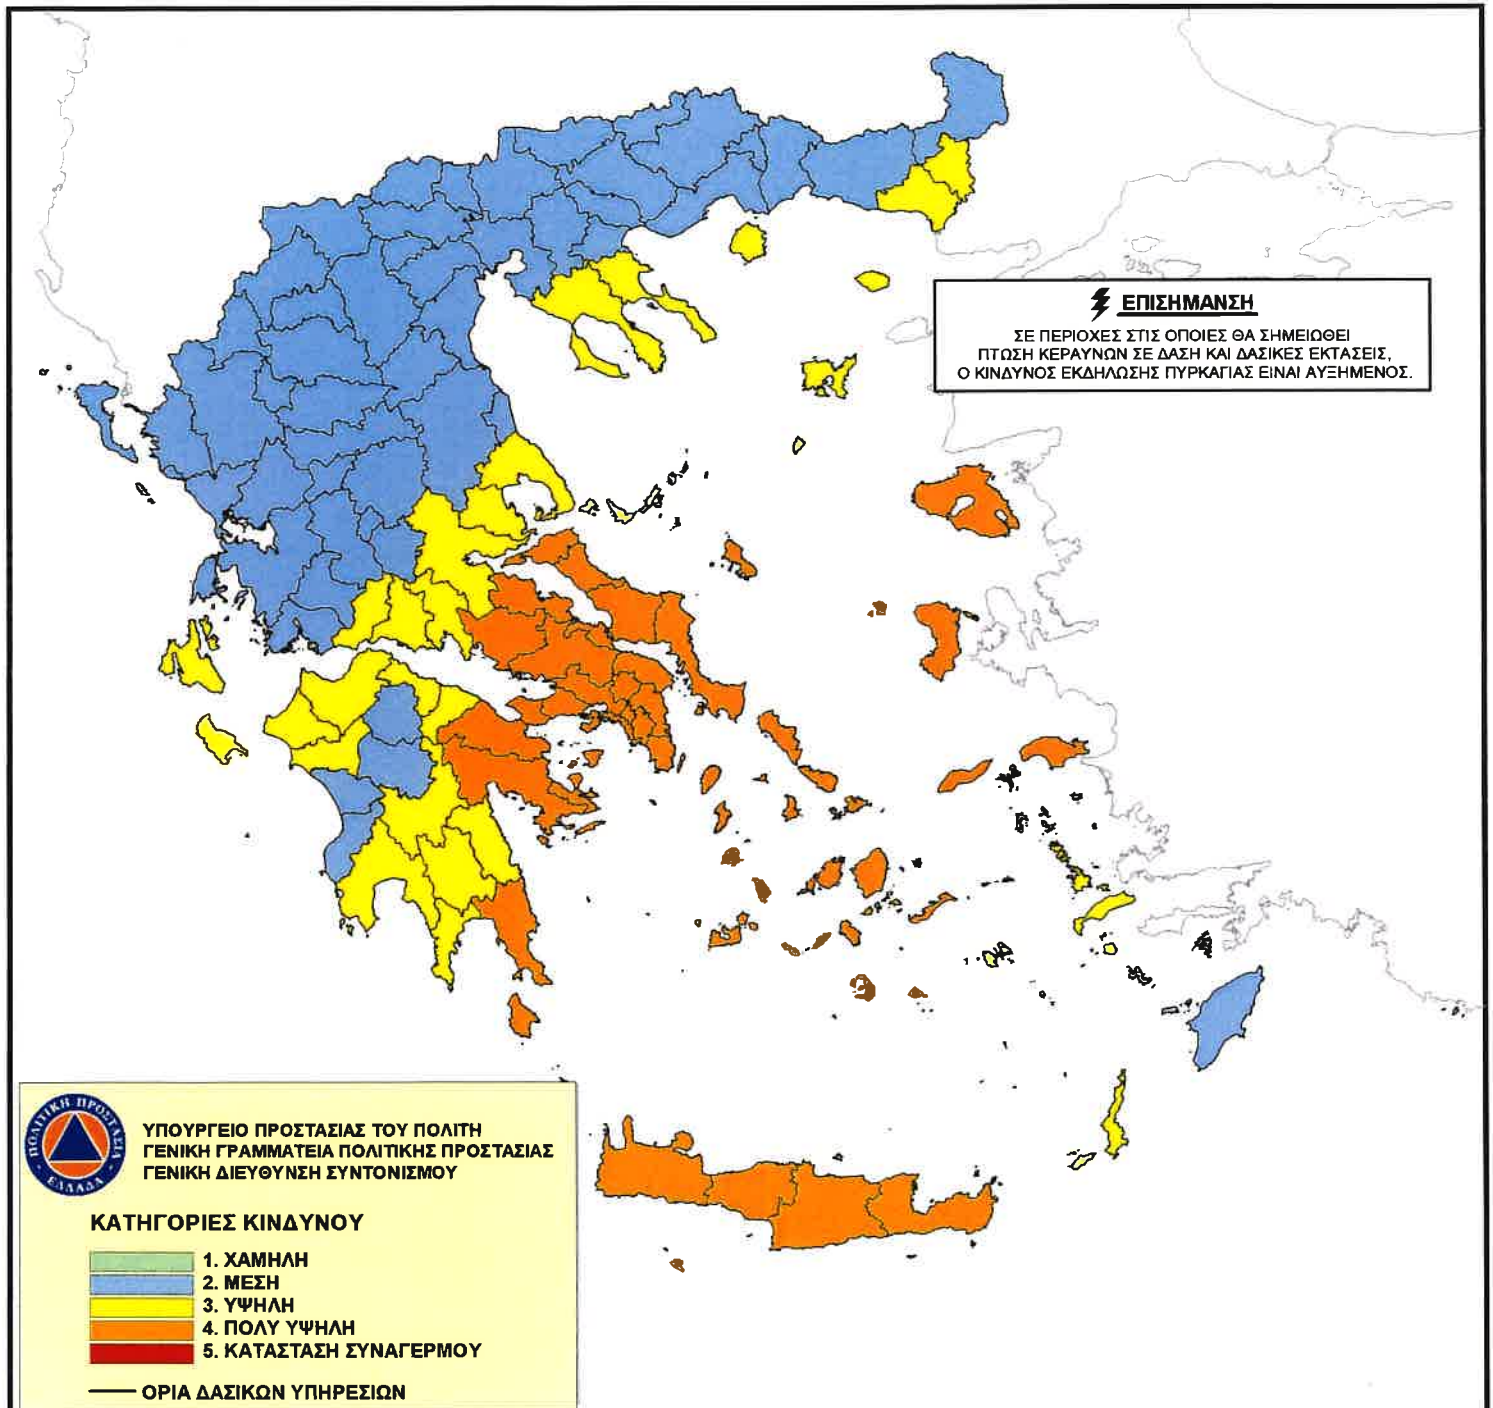 ΕΠΙΣΗΜΑΝΣΗ
ΣΕ ΠΕΡΙΟΧΕΣ ΣΤΙΣ ΟΠΟΙΕΣ ΘΑ ΣΗΜΕΙΩΘΕΙ
ΠΤΩΣΗ ΚΕΡΑΥΝΩΝ ΣΕ ΔΑΣΗ ΚΑΙ ΔΑΣΙΚΕΣ ΕΚΤΑΣΕΙΣ,
Ο ΚΙΝΔΥΝΟΣ ΕΚΔΗΛΩΣΗΣ ΠΥΡΚΑΓΙΑΣ ΕΙΝΑΙ ΑΥΞΗΜΕΝΟΣ.
ΠΟΛΙΤΙΚΗ ΠΡΟΣΤΑΣΙΑ
ΕΛΛΑΔΑ
ΥΠΟΥΡΓΕΙΟ ΠΡΟΣΤΑΣΙΑΣ ΤΟΥ ΠΟΛΙΤΗ
ΓΕΝΙΚΗ ΓΡΑΜΜΑΤΕΙΑ ΠΟΛΙΤΙΚΗΣ ΠΡΟΣΤΑΣΙΑΣ
ΓΕΝΙΚΗ ΔΙΕΥΘΥΝΣΗ ΣΥΝΤΟΝΙΣΜΟΥ
ΚΑΤΗΓΟΡΙΕΣ ΚΙΝΔΥΝΟΥ
1. ΧΑΜΗΛΗ
2. ΜΕΣΗ
3. ΥΨΗΛΗ
4. ΠΟΛΥ ΥΨΗΛΗ
5. ΚΑΤΑΣΤΑΣΗ ΣΥΝΑΓΕΡΜΟΥ
ΟΡΙΑ ΔΑΣΙΚΩΝ ΥΠΗΡΕΣΙΩΝ